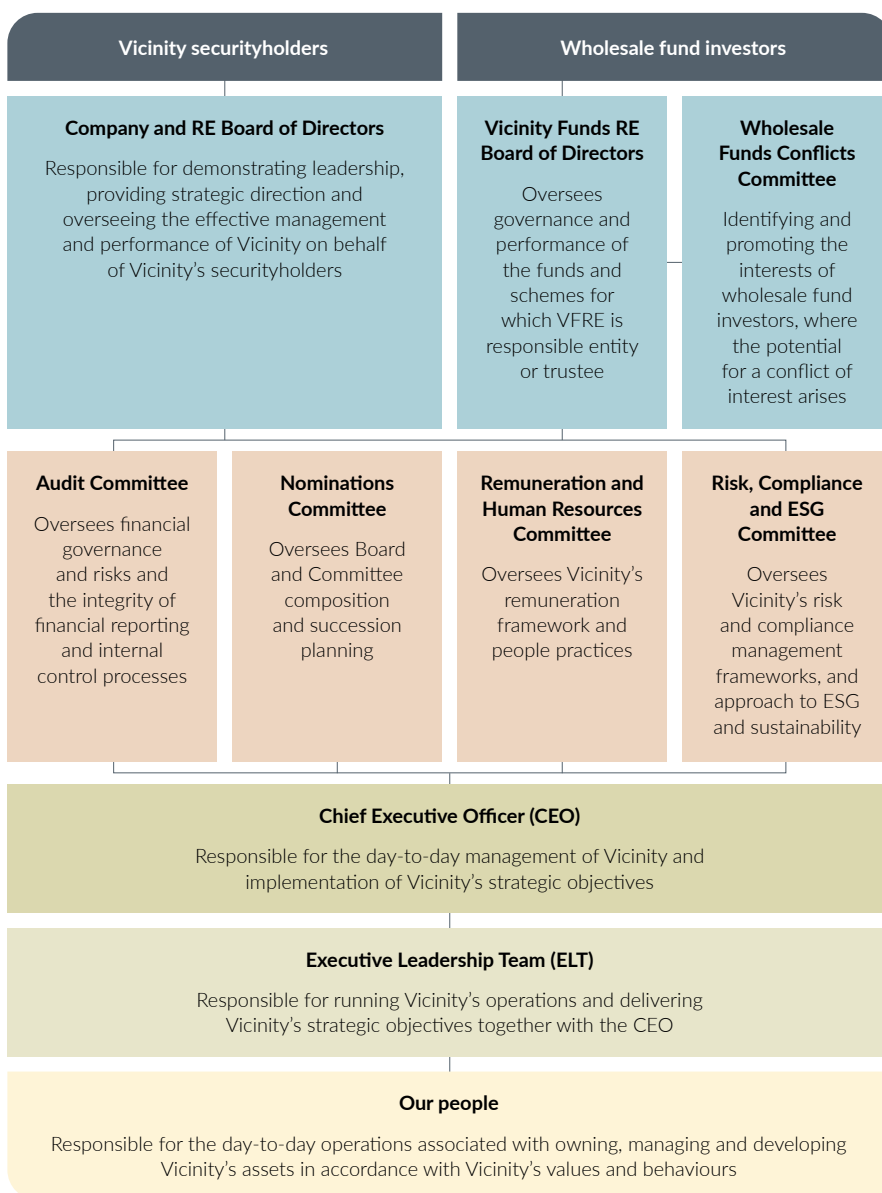 Vicinity securityholders
Wholesale fund investors
Company and RE Board of Directors
Responsible for demonstrating leadership,
providing strategic direction and
overseeing the effective management
and performance of Vicinity on behalf
of Vicinity’s securityholders
Vicinity Funds RE
Board of Directors
Oversees
governance and
performance of
the funds and
schemes for
which VFRE is
responsible entity
or trustee
Wholesale
Funds Conflicts
Committee
Identifying and
promoting the
interests of
wholesale fund
investors, where
the potential
for a conflict of
interest arises
Audit Committee
Oversees financial
governance
and risks and
the integrity of
financial reporting
and internal
control processes
Nominations
Committee
Oversees Board
and Committee
composition
and succession
planning
Remuneration and
Human Resources
Committee
Oversees Vicinity’s
remuneration
framework and
people practices
Risk, Compliance
and ESG
Committee
Oversees
Vicinity’s risk
and compliance
management
frameworks, and
approach to ESG
and sustainability
Chief Executive Officer (CEO)
Responsible for the day-to-day management of Vicinity and
implementation of Vicinity’s strategic objectives
Executive Leadership Team (ELT)
Responsible for running Vicinity’s operations and delivering
Vicinity’s strategic objectives together with the CEO
Our people
Responsible for the day-to-day operations associated with owning, managing and developing
Vicinity’s assets in accordance with Vicinity’s values and behaviours